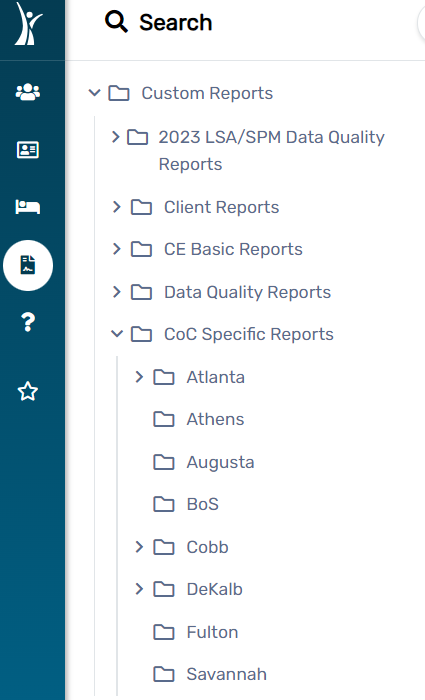 Search
Custom Reports
2023 LSA/SPM Data Quality
Reports
Client Reports
CE Basic Reports
Data Quality Reports
CoC Specific Reports
Atlanta
Athens
Augusta
BoS
Cobb
DeKalb
Fulton
Savannah